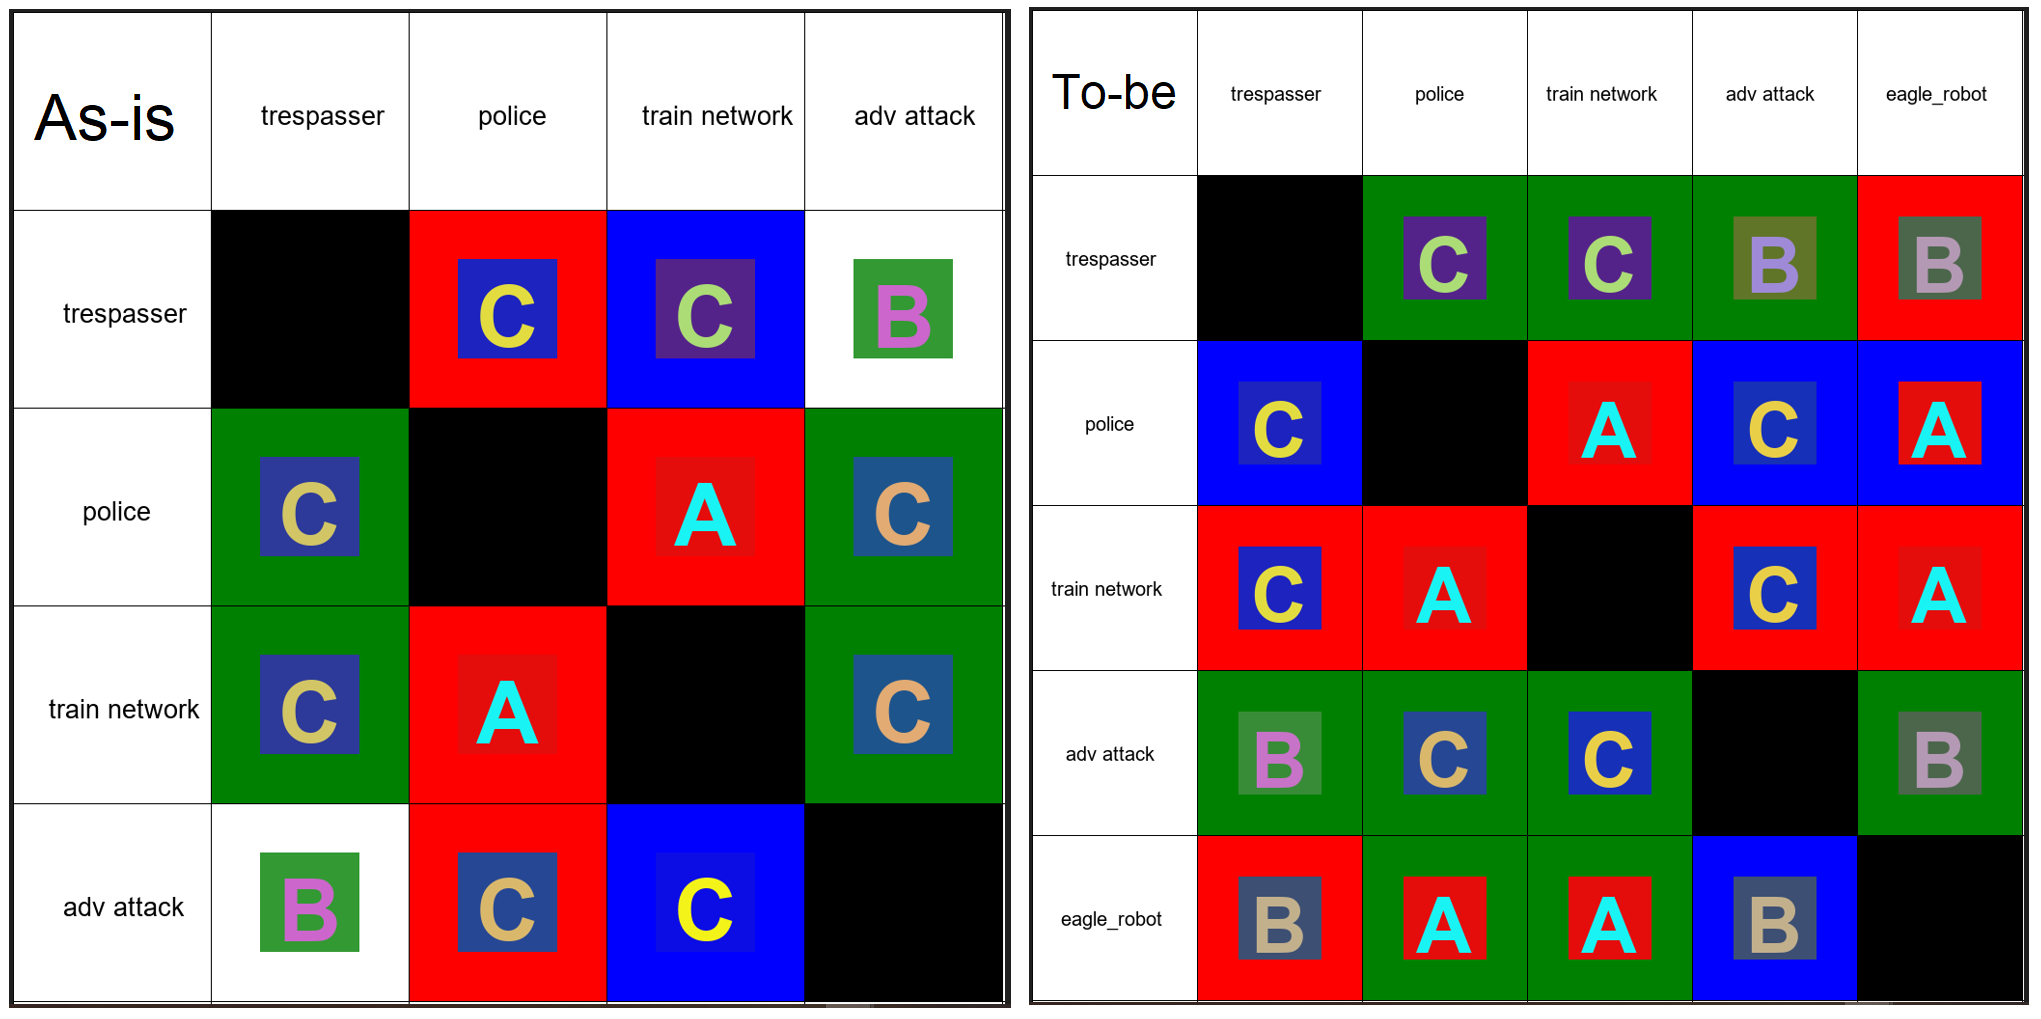 As-is trespasser police train network adv attack
trespasser C C B
police C A C
train network C A C
adv attack B C C
To-be trespasser police train network adv attack eagle_robot
trespasser C C B B
police C A C A
train network C A C A
adv attack B C C B
eagle_robot B A A B